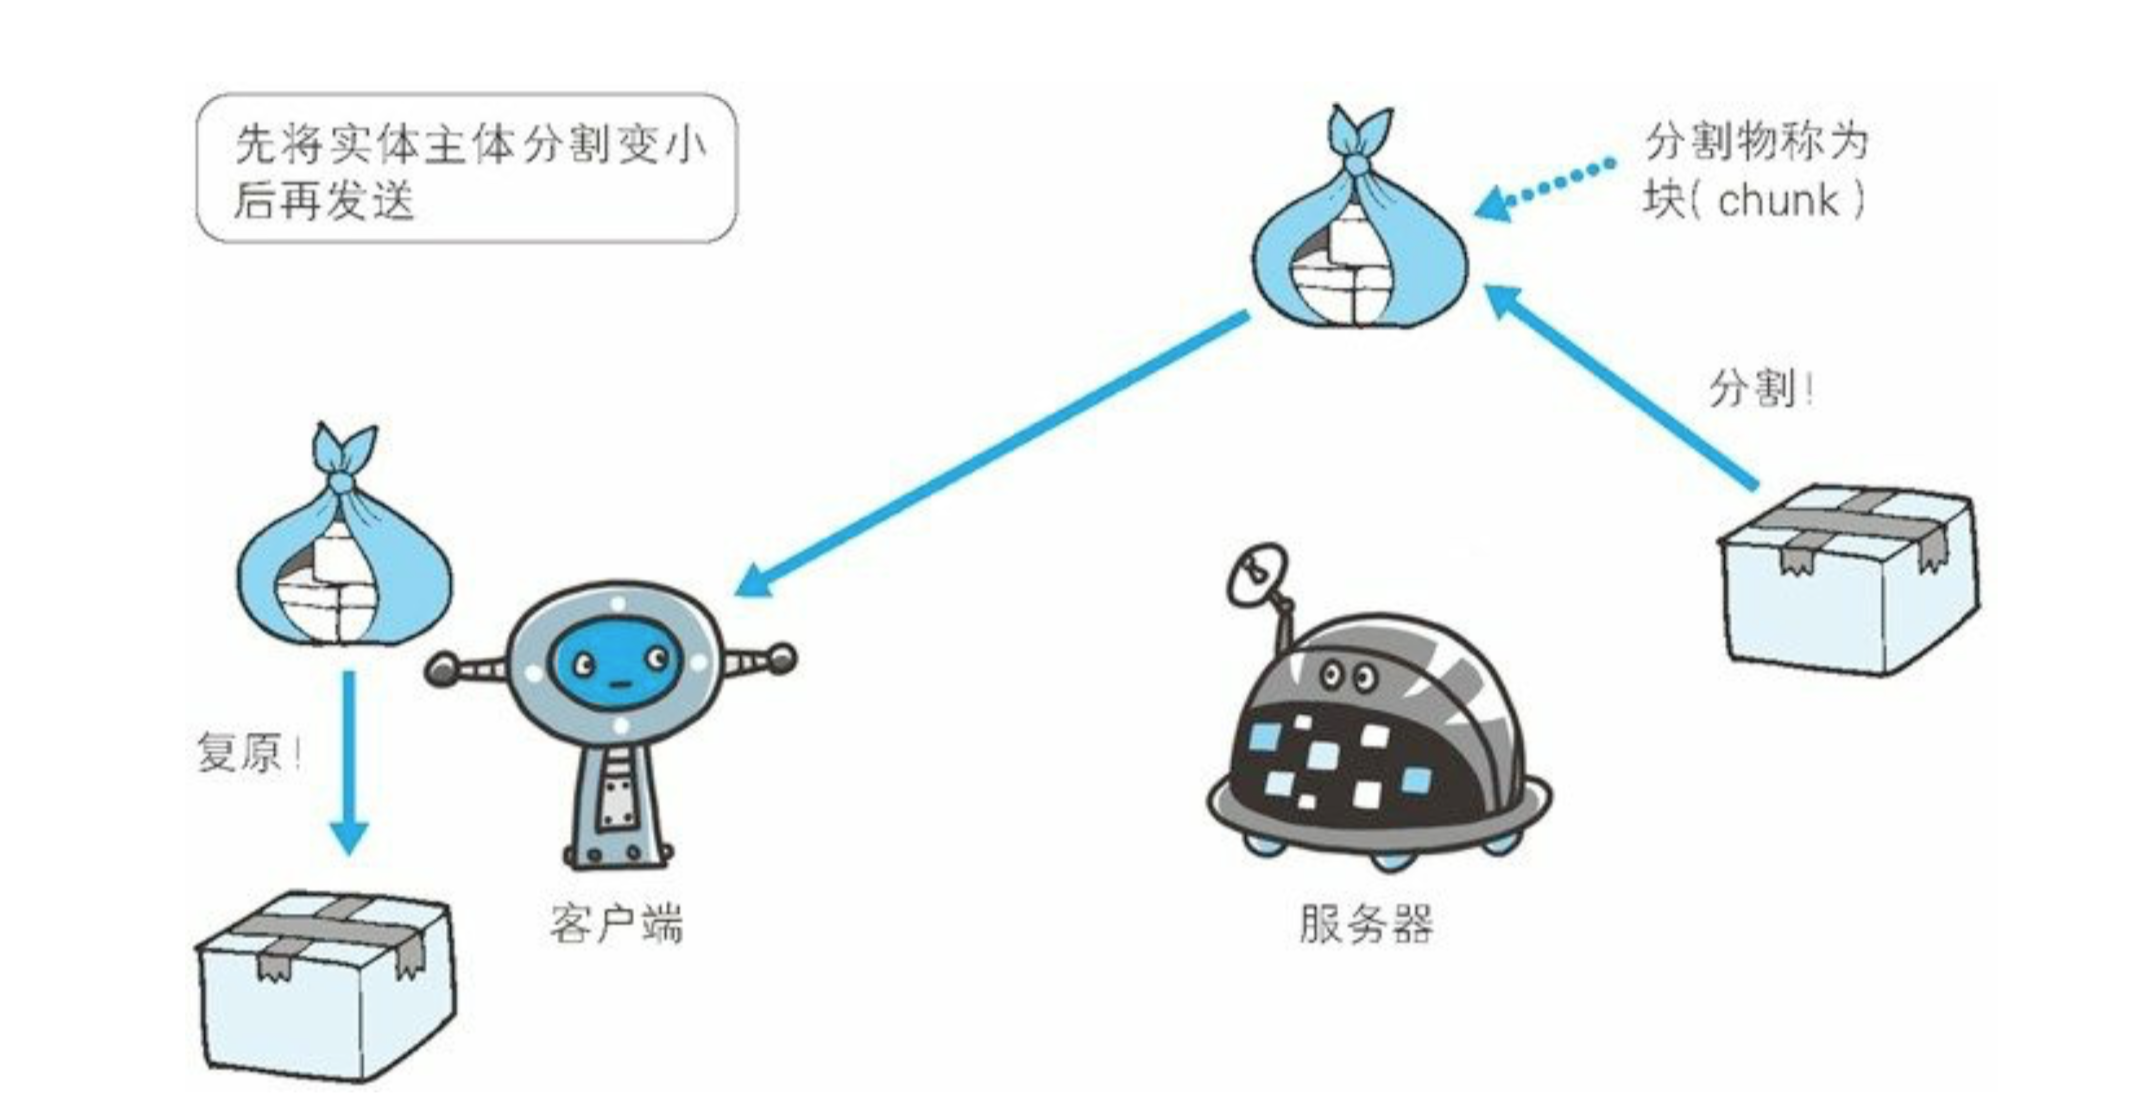 先将实体主体分割变小
后再发送
分割物称为
块( chunk )
分割!
复原!
客户端
服务器